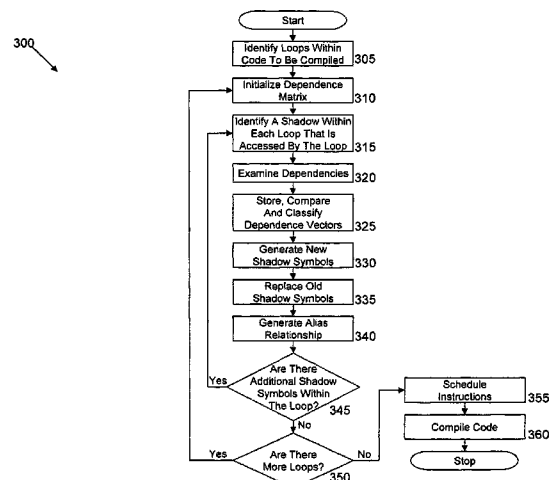 300
Start
Identify Loops Within
Code To Be Compiled
305
Initialize Dependence
Matrix
310
Identify A Shadow Within
Each Loop That Is
Accessed By The Loop
315
Examine Dependencies
320
Store, Compare
And Classify
Dependence Vectors
325
Generate New
Shadow Symbols
330
Replace Old
Shadow Symbols
335
Generate Alias
Relationship
340
Are There
Additional Shadow
Symbols Within
The Loop?
345
Yes
No
Are There
More Loops?
350
Yes
No
Schedule
Instructions
355
Compile Code
360
Stop